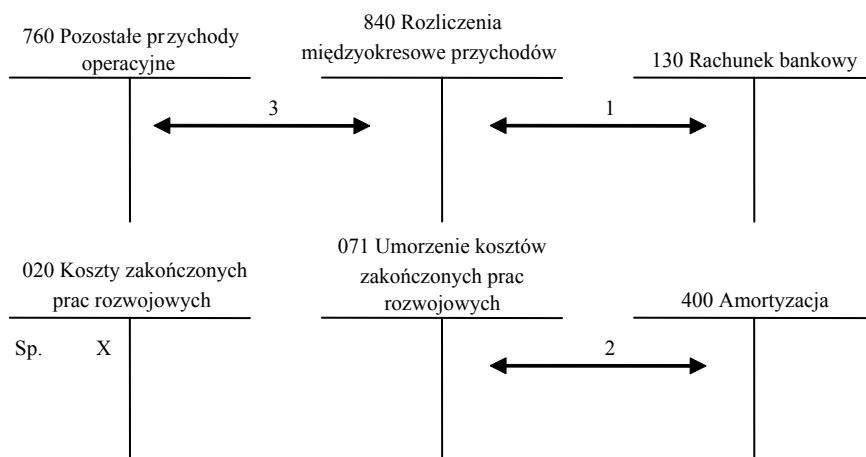 760 Pozostałe przychody
operacyjne
840 Rozliczenia
międzyokresowe przychodów
130 Rachunek bankowy
3
1
020 Koszty zakończonych
prac rozwojowych
071 Umorzenie kosztów
zakończonych prac
rozwojowych
400 Amortyzacja
Sp. X
2